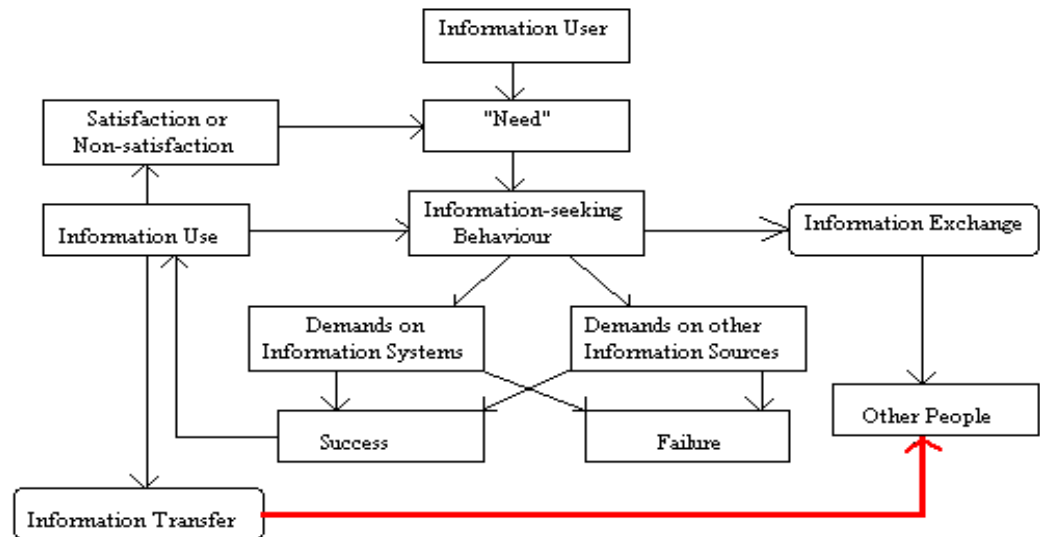 Information User
"Need"
Satisfaction or
Non-satisfaction
Information-seeking
Behaviour
Information Use
Information Exchange
Demands on
Information Systems
Demands on other
Information Sources
Other People
Success
Failure
Information Transfer